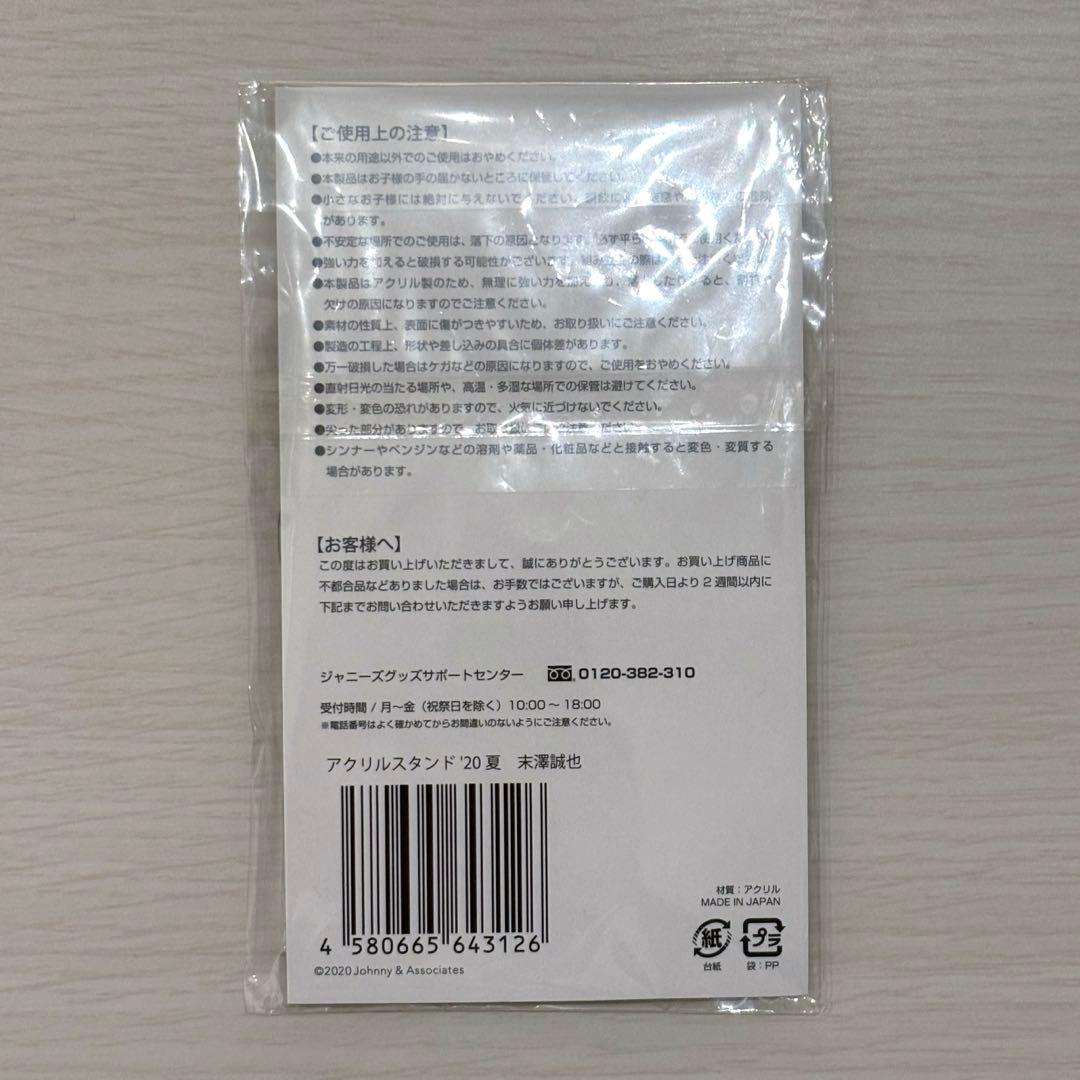 【ご使用上の注意】
●本来の用途以外でのご使用はおやめください。
●本製品はお子様の手の届かないところに保管してください。
●小さなお子様には絶対に与えないでください。
があります。
●不安定な場所でのご使用は、落下の原因となります。必ず平ら
●強い力を加えると破損する可能性がございます。組み立ての際は
●本製品はアクリル製のため、無理に強い力を加え
欠けの原因になりますのでご注意ください。
●素材の性質上、表面に傷がつきやすいため、お取り扱いにご注意ください。
●製造の工程上、形状や差し込みの具合に個体差があります。
●万一破損した場合はケガなどの原因になりますので、ご使用をおやめください。
●直射日光の当たる場所や、高温・多湿な場所での保管は避けてください。
●変形・変色の恐れがありますので、火気に近づけないでください。
●尖った部分がありますので、お取り扱いにご注意ください。
●シンナーやベンジンなどの溶剤や薬品・化粧品などと接触すると変色・変質する
場合があります。
【お客様へ】
この度はお買い上げいただきまして、誠にありがとうございます。お買い上げ商品に
不都合品などありました場合は、お手数ではございますが、ご購入日より2週間以内に
下記までお問い合わせいただきますようお願い申し上げます。
ジャニーズグッズサポートセンター 0120-382-310
受付時間 / 月～金（祝祭日を除く）10:00～18:00
※電話番号はよく確かめてからお間違いのないようにご注意ください。
アクリルスタンド '20 夏　末澤誠也
4 580665 643126
©2020 Johnny & Associates
材質：アクリル
MADE IN JAPAN
紙 プラ
台紙 袋：PP